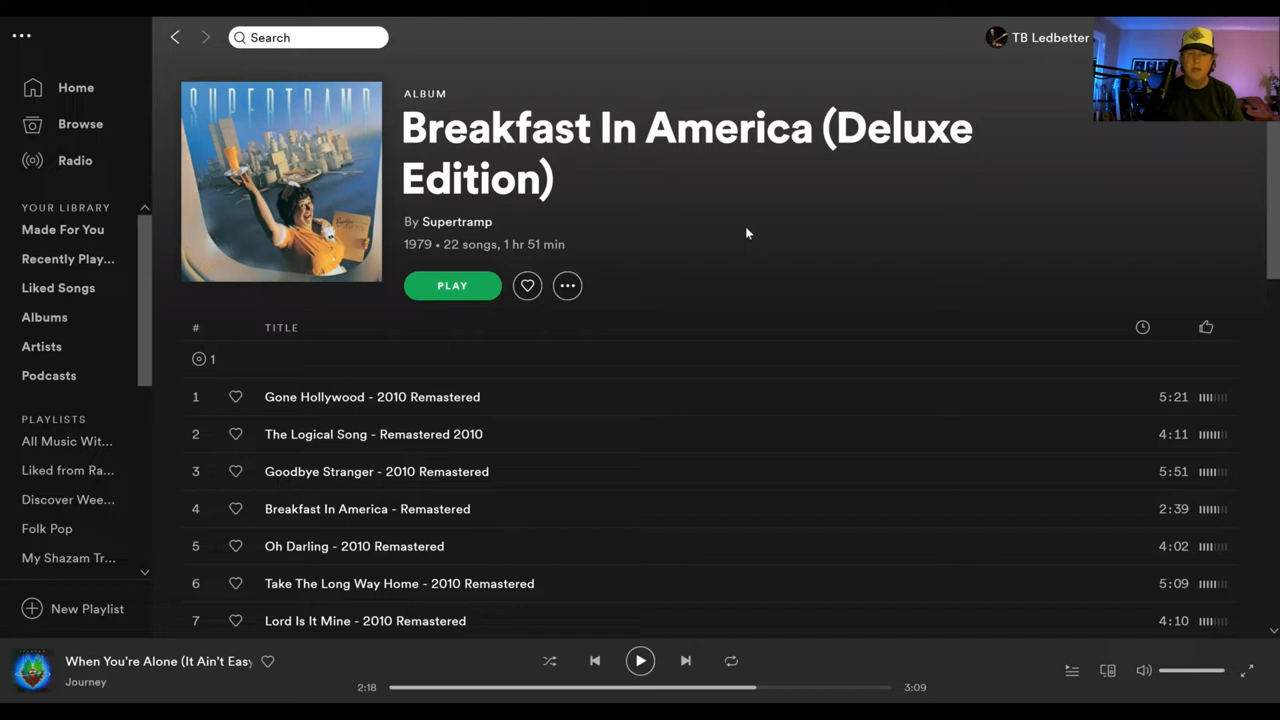 Search
TB Ledbetter
Home
Browse
Radio
YOUR LIBRARY
Made For You
Recently Play...
Liked Songs
Albums
Artists
Podcasts
PLAYLISTS
All Music Wit...
Liked from Ra...
Discover Wee...
Folk Pop
My Shazam Tr...
New Playlist
SUPERTRAMP
ALBUM
Breakfast In America (Deluxe
Edition)
By Supertramp
1979 • 22 songs, 1 hr 51 min
PLAY
# TITLE
1
1 Gone Hollywood - 2010 Remastered 5:21
2 The Logical Song - Remastered 2010 4:11
3 Goodbye Stranger - 2010 Remastered 5:51
4 Breakfast In America - Remastered 2:39
5 Oh Darling - 2010 Remastered 4:02
6 Take The Long Way Home - 2010 Remastered 5:09
7 Lord Is It Mine - 2010 Remastered 4:10
When You're Alone (It Ain't Easy
Journey
2:18 3:09